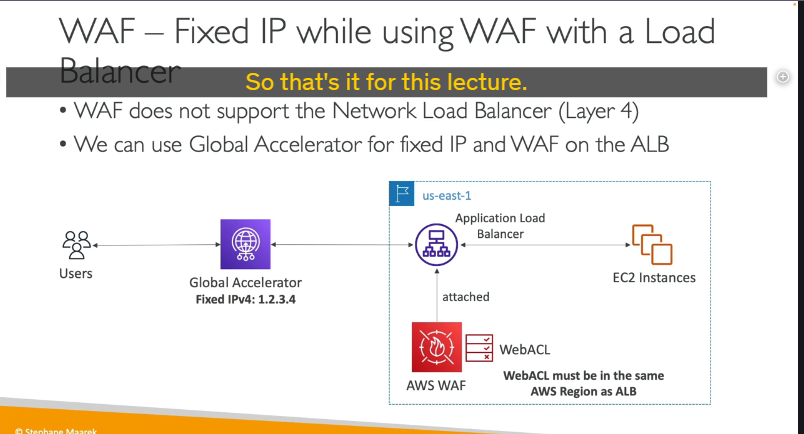 WAF – Fixed IP while using WAF with a Load
Balancer
So that's it for this lecture.
• WAF does not support the Network Load Balancer (Layer 4)
• We can use Global Accelerator for fixed IP and WAF on the ALB
us-east-1
Application Load
Balancer
Users
Global Accelerator
Fixed IPv4: 1.2.3.4
EC2 Instances
attached
WebACL
AWS WAF
WebACL must be in the same
AWS Region as ALB
© Stephane Maarek